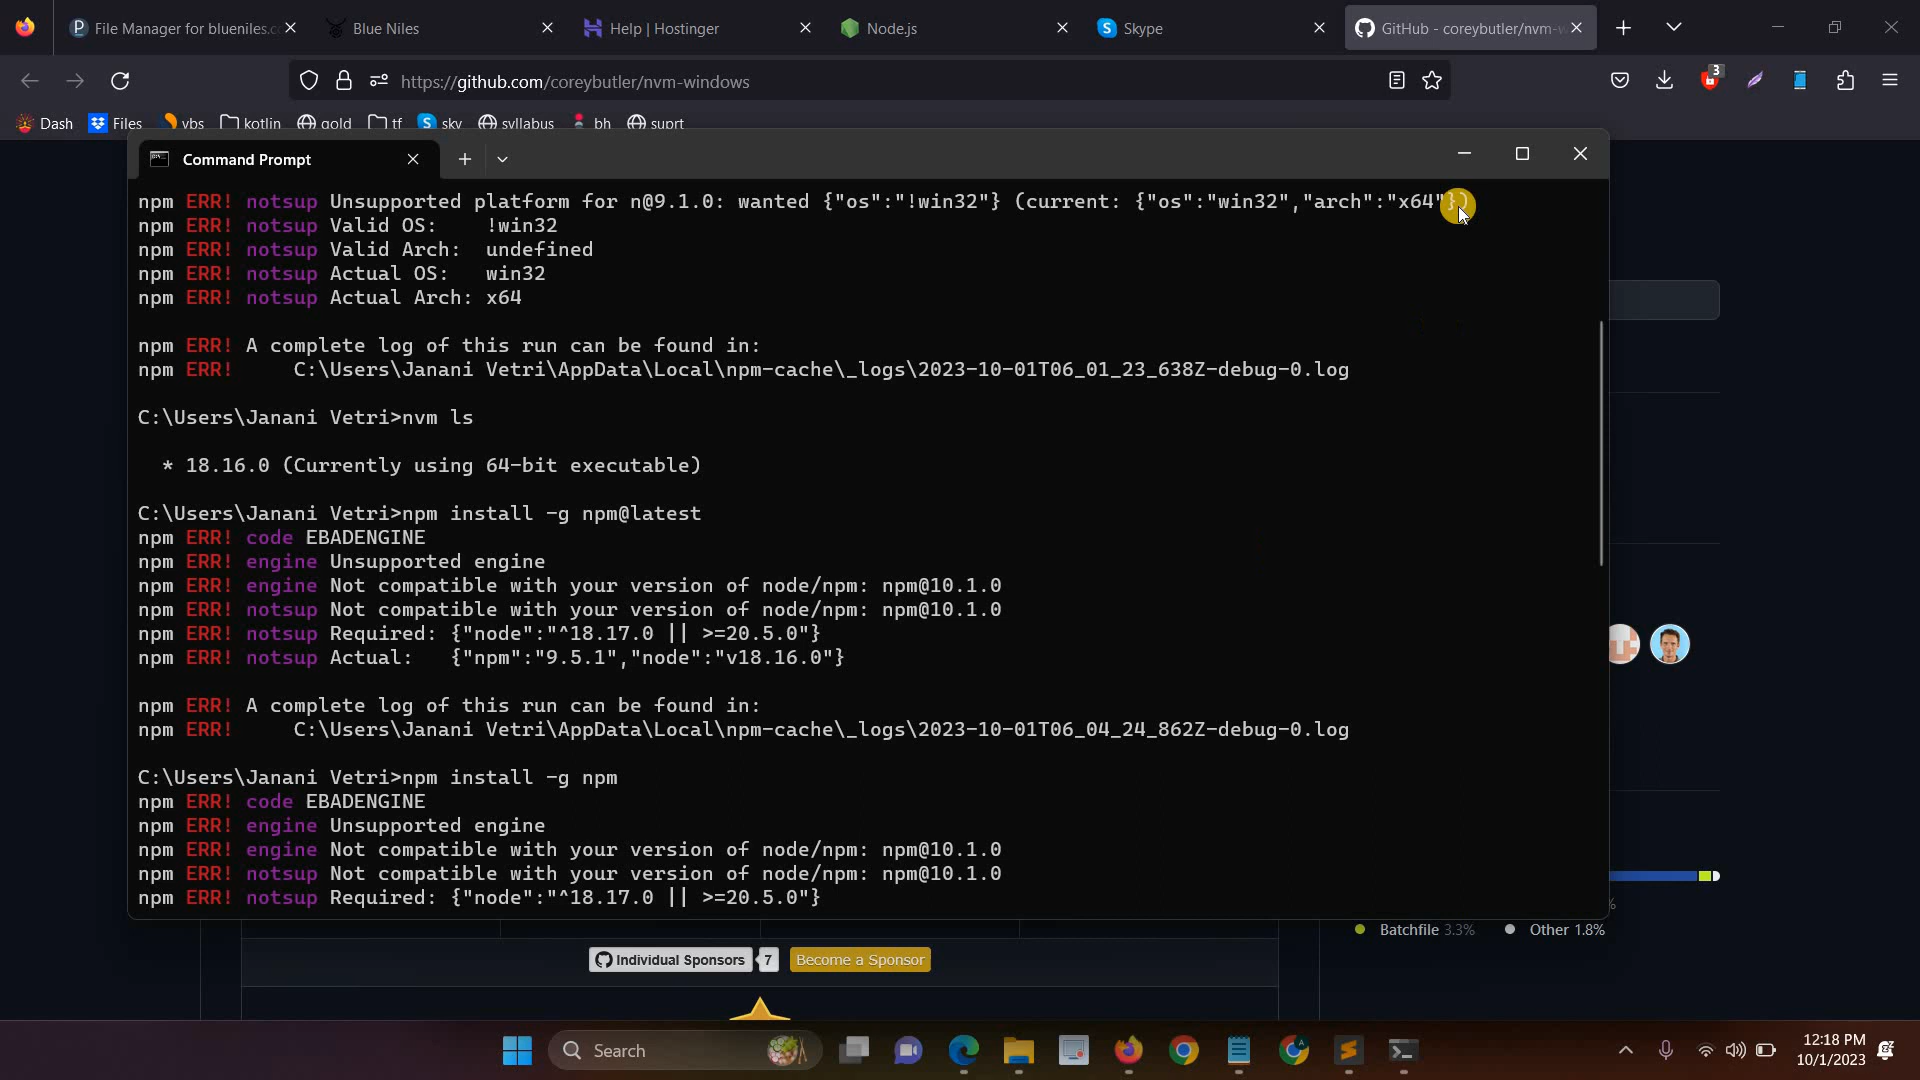 File Manager for blueniles.c
Blue Niles
Help | Hostinger
Node.js
Skype
GitHub - coreybutler/nvm-w
https://github.com/coreybutler/nvm-windows
3
Dash
Files
vbs
kotlin
gold
tf
sky
syllabus
bh
suprt
Command Prompt
npm ERR! notsup Unsupported platform for n@9.1.0: wanted {"os":"!win32"} (current: {"os":"win32","arch":"x64"})
npm ERR! notsup Valid OS:    !win32
npm ERR! notsup Valid Arch:  undefined
npm ERR! notsup Actual OS:   win32
npm ERR! notsup Actual Arch: x64
npm ERR! A complete log of this run can be found in:
npm ERR!     C:\Users\Janani Vetri\AppData\Local\npm-cache\_logs\2023-10-01T06_01_23_638Z-debug-0.log
C:\Users\Janani Vetri>nvm ls
* 18.16.0 (Currently using 64-bit executable)
C:\Users\Janani Vetri>npm install -g npm@latest
npm ERR! code EBADENGINE
npm ERR! engine Unsupported engine
npm ERR! engine Not compatible with your version of node/npm: npm@10.1.0
npm ERR! notsup Not compatible with your version of node/npm: npm@10.1.0
npm ERR! notsup Required: {"node":"^18.17.0 || >=20.5.0"}
npm ERR! notsup Actual:   {"npm":"9.5.1","node":"v18.16.0"}
npm ERR! A complete log of this run can be found in:
npm ERR!     C:\Users\Janani Vetri\AppData\Local\npm-cache\_logs\2023-10-01T06_04_24_862Z-debug-0.log
C:\Users\Janani Vetri>npm install -g npm
npm ERR! code EBADENGINE
npm ERR! engine Unsupported engine
npm ERR! engine Not compatible with your version of node/npm: npm@10.1.0
npm ERR! notsup Not compatible with your version of node/npm: npm@10.1.0
npm ERR! notsup Required: {"node":"^18.17.0 || >=20.5.0"}
%
Batchfile 3.3%
Other 1.8%
Individual Sponsors 7
Become a Sponsor
Search
12:18 PM
10/1/2023